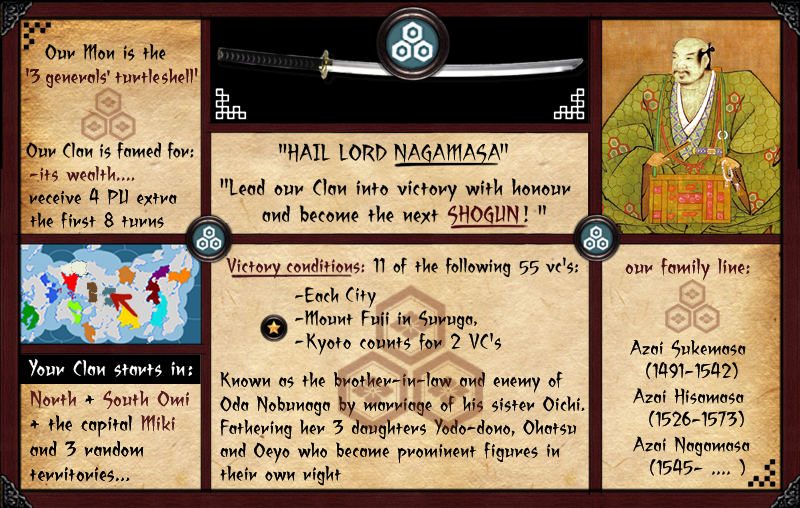 Our Mon is the
'3 generals' turtleshell'
Our Clan is famed for:
-its wealth....
receive 4 PU extra
the first 8 turns
"HAIL LORD NAGAMASA"
"Lead our Clan into victory with honour
and become the next SHOGUN! "
Your Clan starts in:
North + South Omi
+ the capital Miki
and 3 random
territories...
Victory conditions: 11 of the following 55 vc's:
-Each City
-Mount Fuji in Suruga,
-Kyoto counts for 2 VC's
Known as the brother-in-law and enemy of
Oda Nobunaga by marriage of his sister Oichi.
Fathering her 3 daughters Yodo-dono, Ohatsu
and Oeyo who became prominent figures in
their own right
our family line:
Azai Sukemasa
(1491-1542)
Azai Hisamasa
(1526-1573)
Azai Nagamasa
(1545- .... )